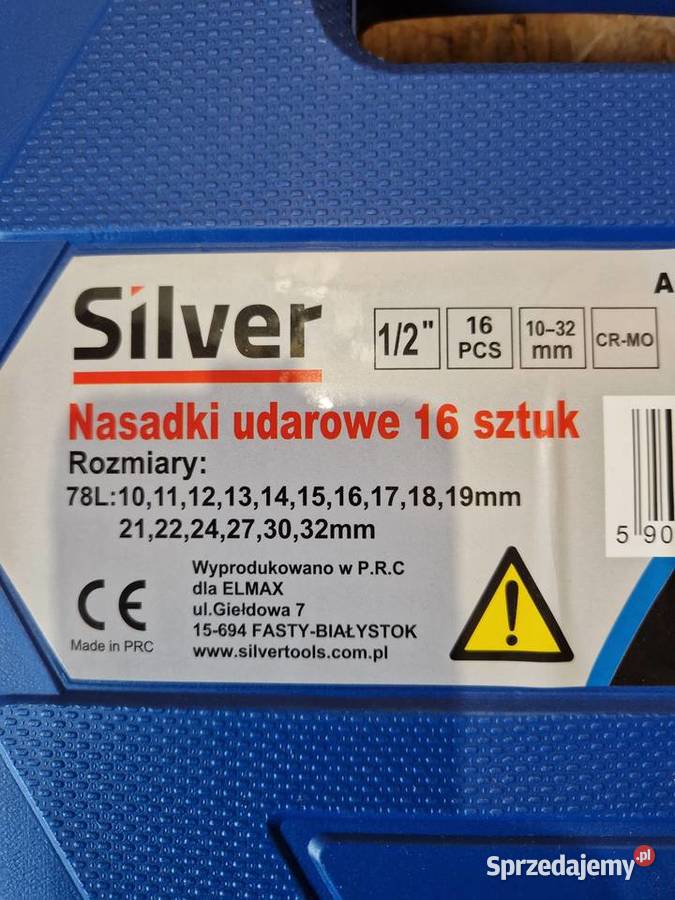 A
Silver
1/2"
16
PCS
10–32
mm
CR-MO
Nasadki udarowe 16 sztuk
Rozmiary:
78L:10,11,12,13,14,15,16,17,18,19mm
21,22,24,27,30,32mm
5 90
CE
Made in PRC
Wyprodukowano w P.R.C
dla ELMAX
ul.Giełdowa 7
15-694 FASTY-BIAŁYSTOK
www.silvertools.com.pl
!
Sprzedajemy.pl